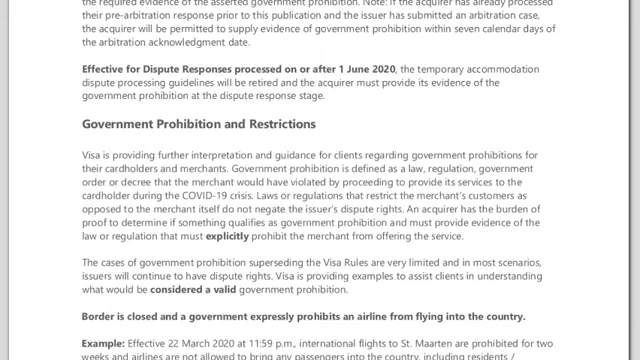 the required evidence of the asserted government prohibition. Note: If the acquirer has already processed
their pre-arbitration response prior to this publication and the issuer has submitted an arbitration case,
the acquirer will be permitted to supply evidence of government prohibition within seven calendar days of
the arbitration acknowledgment date.
Effective for Dispute Responses processed on or after 1 June 2020, the temporary accommodation
dispute processing guidelines will be retired and the acquirer must provide its evidence of the
government prohibition at the dispute response stage.
Government Prohibition and Restrictions
Visa is providing further interpretation and guidance for clients regarding government prohibitions for
their cardholders and merchants. Government prohibition is defined as a law, regulation, government
order or decree that the merchant would have violated by proceeding to provide its services to the
cardholder during the COVID-19 crisis. Laws or regulations that restrict the merchant's customers as
opposed to the merchant itself do not negate the issuer's dispute rights. An acquirer has the burden of
proof to determine if something qualifies as government prohibition and must provide evidence of the
law or regulation that must explicitly prohibit the merchant from offering the service.
The cases of government prohibition superseding the Visa Rules are very limited and in most scenarios,
issuers will continue to have dispute rights. Visa is providing examples to assist clients in understanding
what would be considered a valid government prohibition.
Border is closed and a government expressly prohibits an airline from flying into the country.
Example: Effective 22 March 2020 at 11:59 p.m., international flights to St. Maarten are prohibited for two
weeks and airlines are not allowed to bring any passengers into the country, including residents /